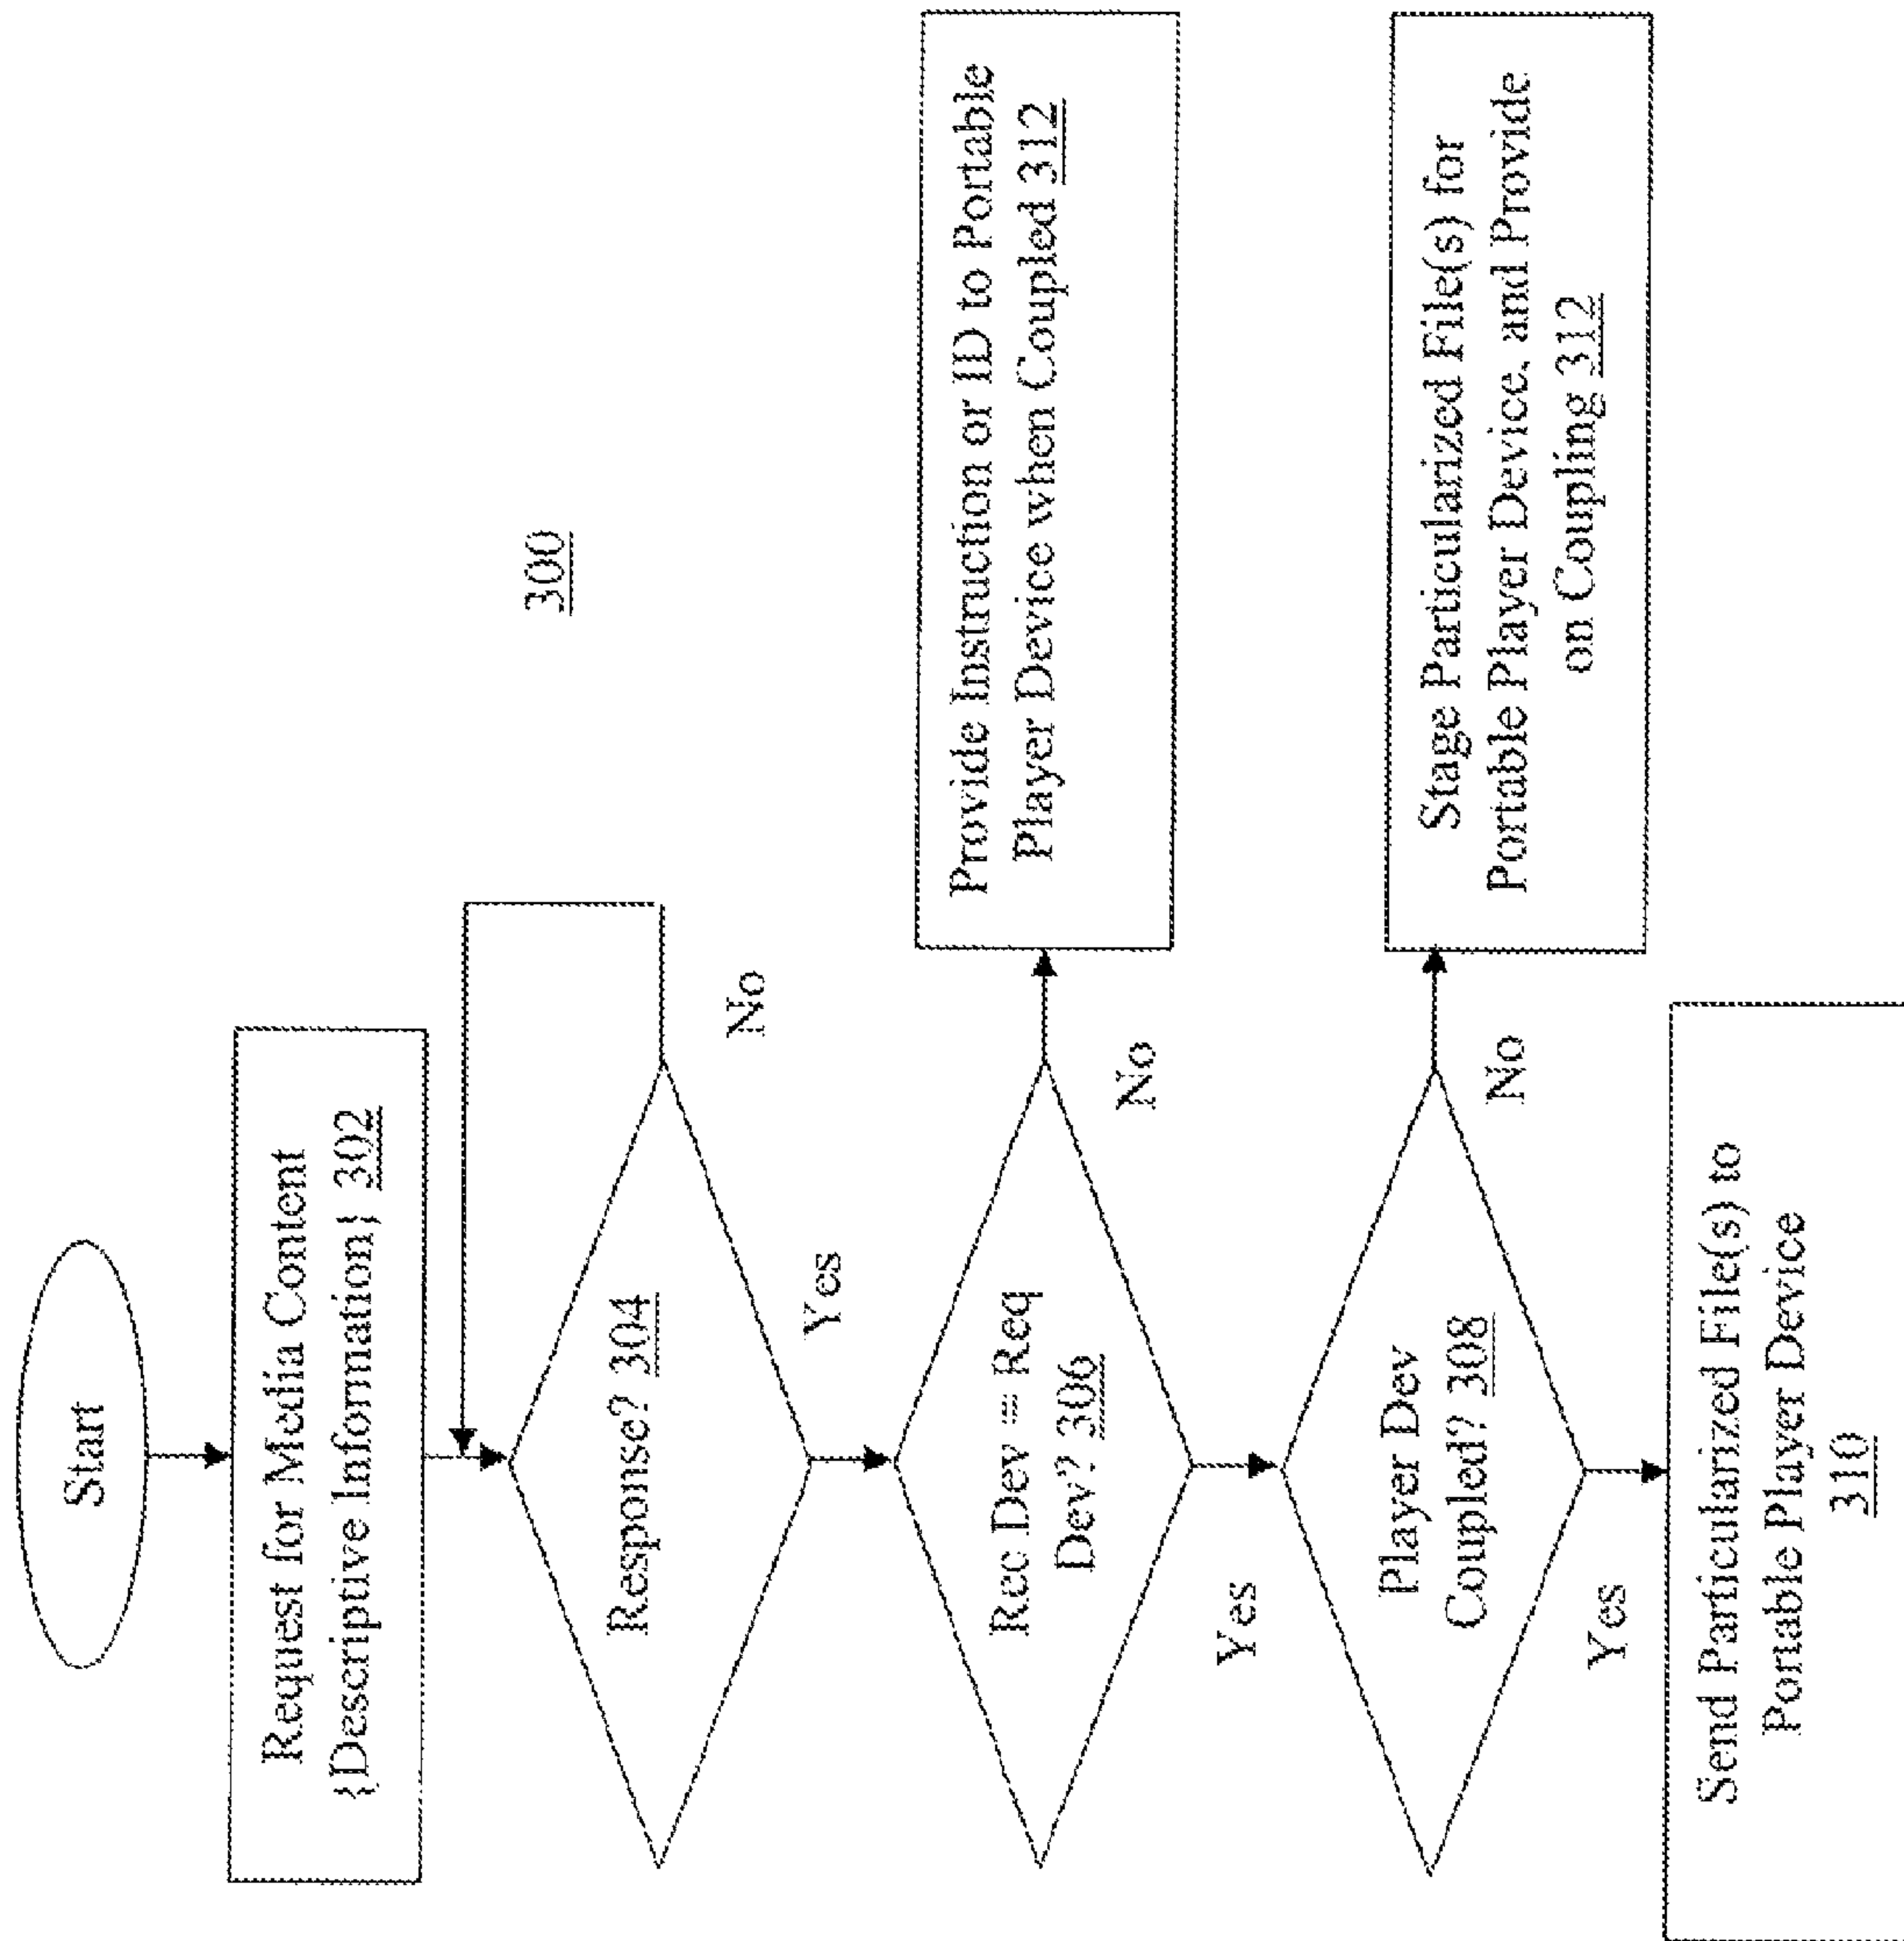 Start
Request for Media Content
{Descriptive Information} 302
Response? 304
No
Yes
300
Rec Dev = Req
Dev? 306
No
Provide Instruction or ID to Portable
Player Device when Coupled 312
Yes
Player Dev
Coupled? 308
No
Stage Particularized File(s) for
Portable Player Device, and Provide
on Coupling 312
Yes
Send Particularized File(s) to
Portable Player Device
310